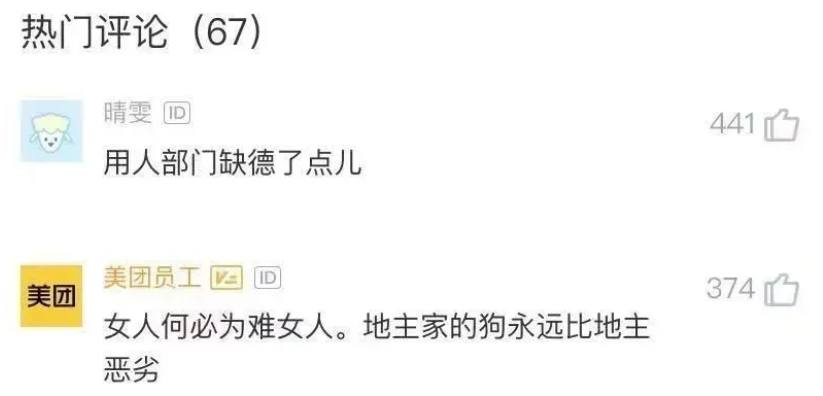 热门评论（67）
晴雯 ID
441
用人部门缺德了点儿
美团
美团员工 V= ID
374
女人何必为难女人。地主家的狗永远比地主
恶劣